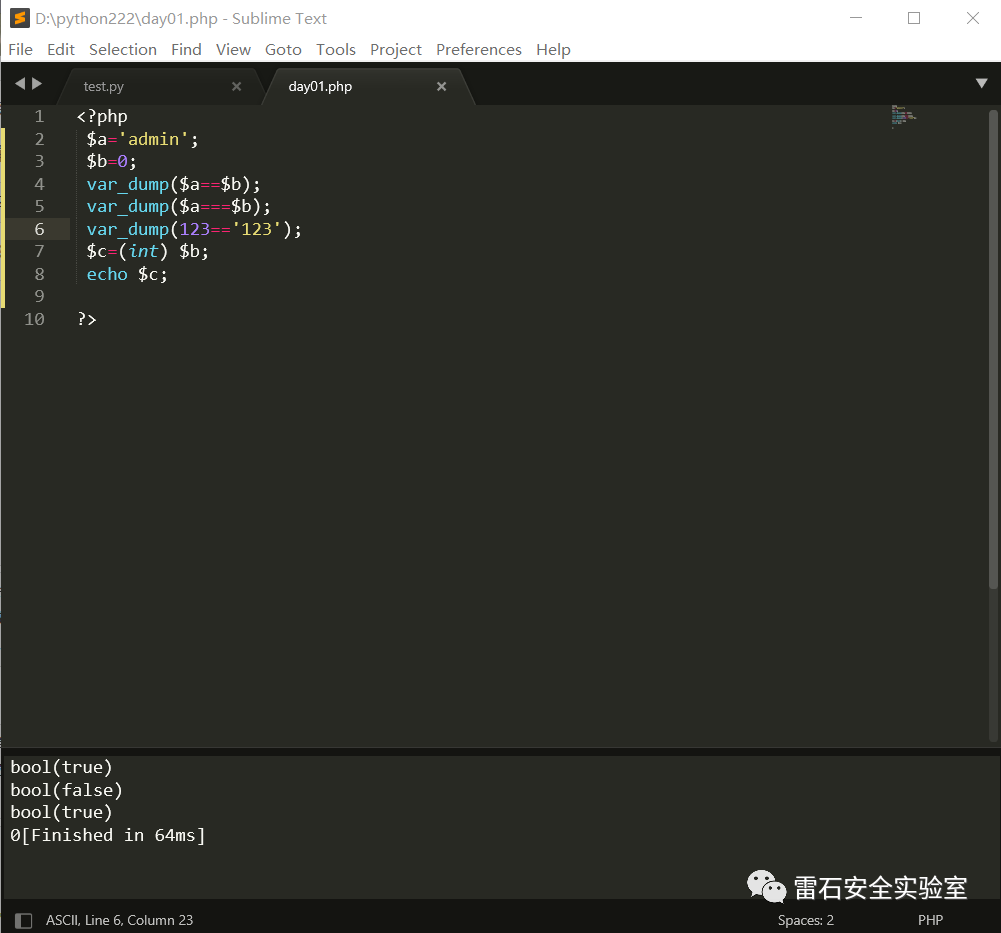 D:\python222\day01.php - Sublime Text
File Edit Selection Find View Goto Tools Project Preferences Help
test.py day01.php
1 <?php
2 $a='admin';
3 $b=0;
4 var_dump($a==$b);
5 var_dump($a===$b);
6 var_dump(123=='123');
7 $c=(int) $b;
8 echo $c;
9
10 ?>
bool(true)
bool(false)
bool(true)
0[Finished in 64ms]
雷石安全实验室
ASCII, Line 6, Column 23 Spaces: 2 PHP